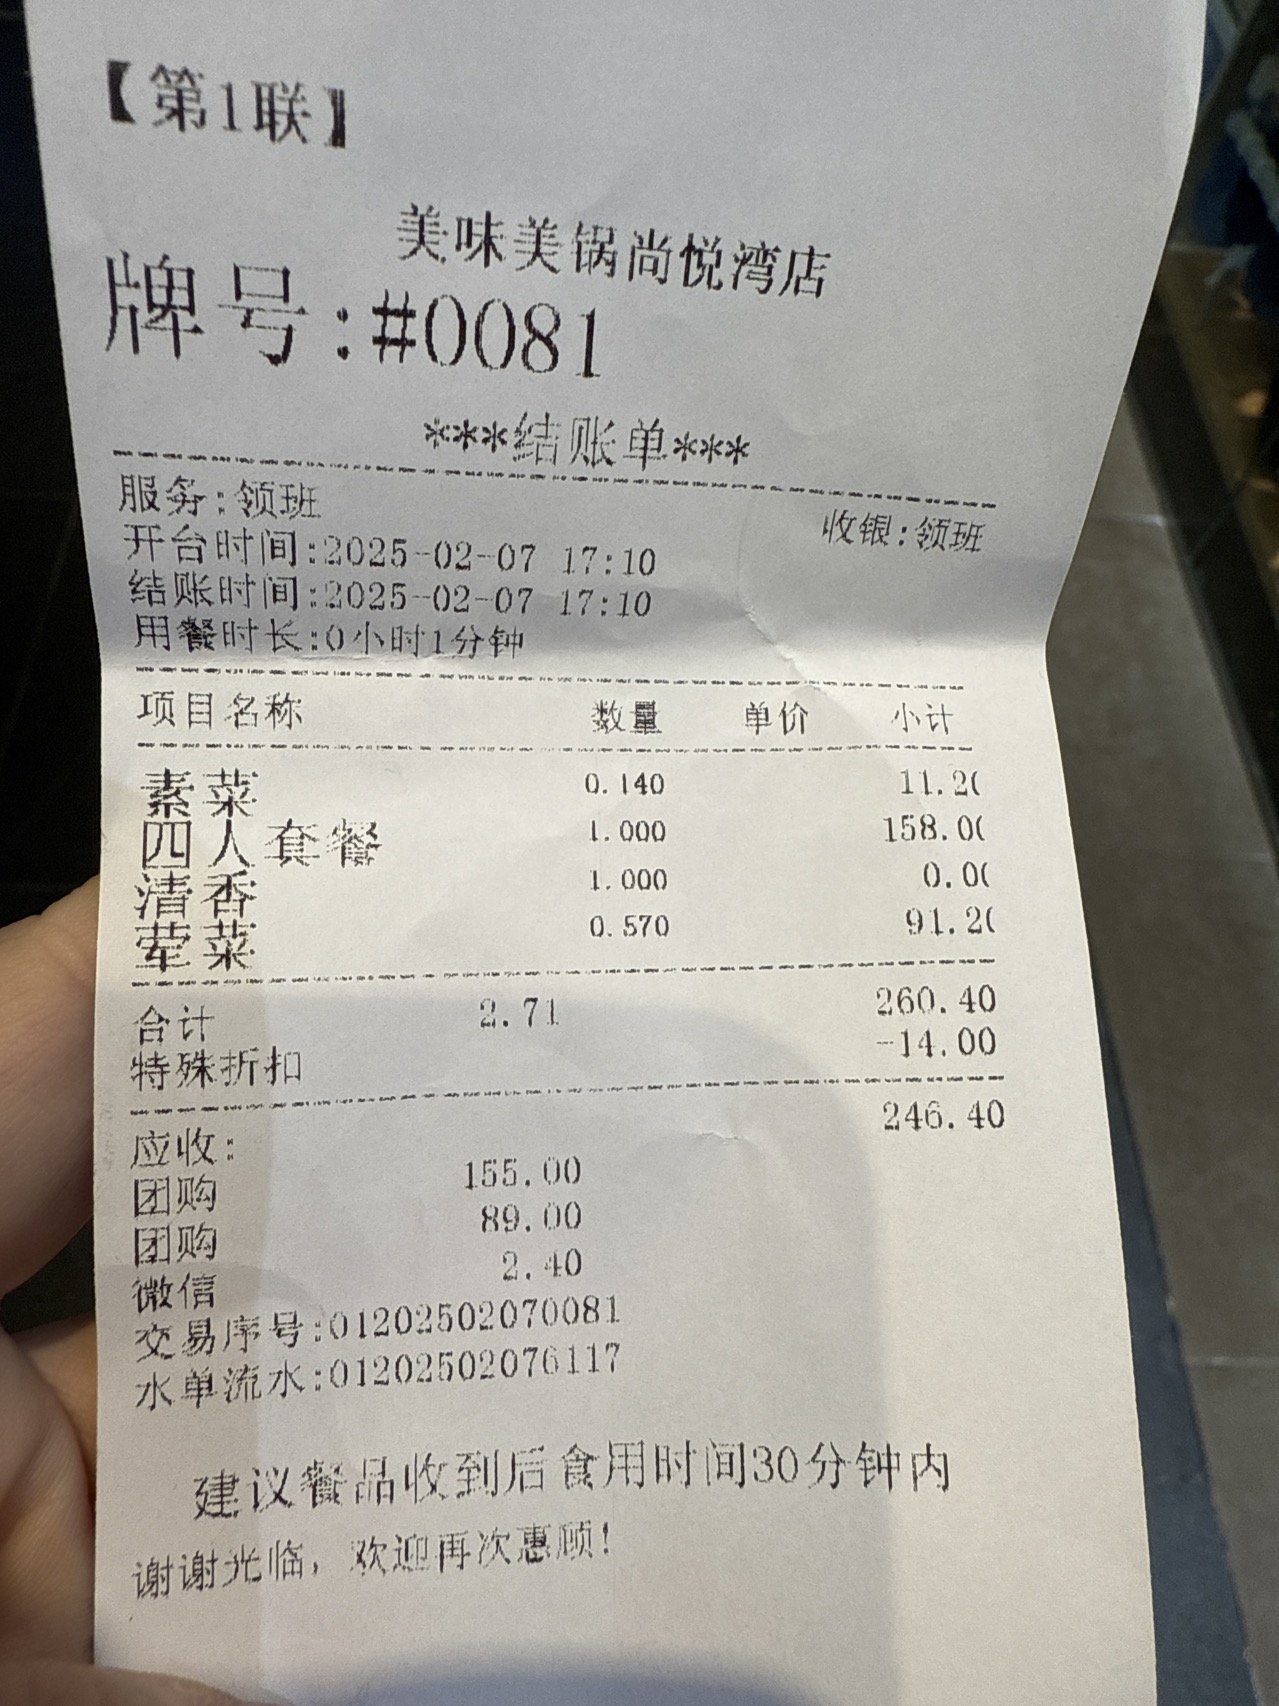 【第1联】
美味美锅尚悦湾店
牌号:#0081
***结账单***
服务:领班 收银:领班
开台时间:2025-02-07 17:10
结账时间:2025-02-07 17:10
用餐时长:0小时1分钟
项目名称 数量 单价 小计
素菜 0.140 11.20
四人套餐 1.000 158.00
清香 1.000 0.00
荤菜 0.570 91.20
合计 2.71 260.40
特殊折扣 -14.00
应收: 246.40
团购 155.00
团购 89.00
微信 2.40
交易序号:01202502070081
水单流水:01202502076117
建议餐品收到后食用时间30分钟内
谢谢光临,欢迎再次惠顾!